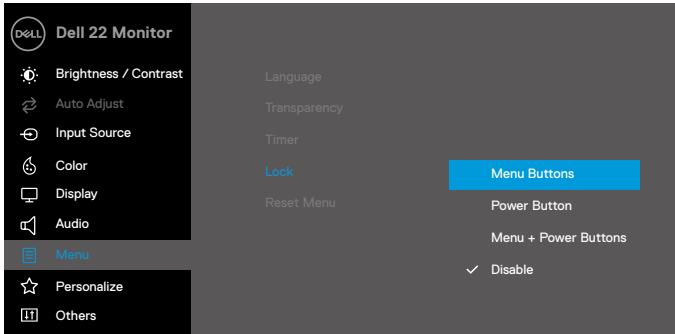 DELL
Dell 22 Monitor
Brightness / Contrast
Auto Adjust
Input Source
Color
Display
Audio
Menu
Personalize
Others
Language
Transparency
Timer
Lock
Reset Menu
Menu Buttons
Power Button
Menu + Power Buttons
Disable